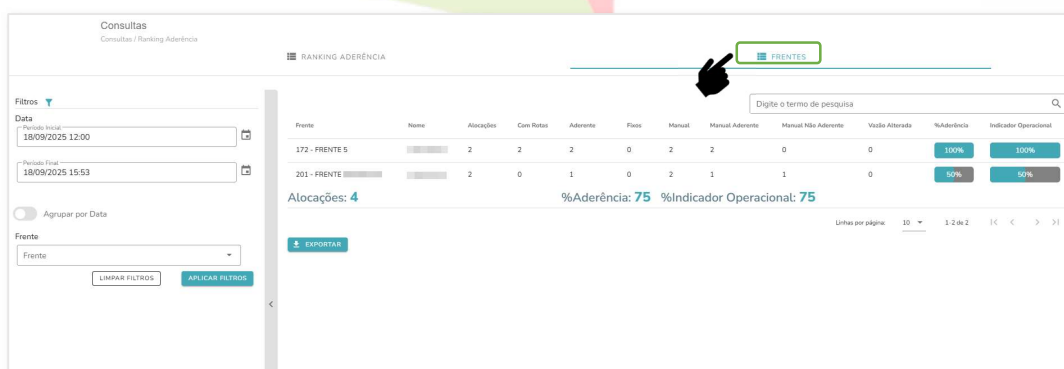 Consultas
Consultas / Ranking Aderência
RANKING ADERÊNCIA
FRENTES
Filtros
Data
Período Inicial
18/09/2025 12:00
Período Final
18/09/2025 15:53
Agrupar por Data
Frente
Frente
LIMPAR FILTROS APLICAR FILTROS
Digite o termo de pesquisa
Frente Nome Alocações Com Rotas Aderente Fixos Manual Manual Aderente Manual Não Aderente Vazão Alterada %Aderência Indicador Operacional
172 - FRENTE 5 2 2 2 0 2 2 0 0 100% 100%
201 - FRENTE 2 0 1 0 2 1 1 0 50% 50%
Alocações: 4 %Aderência: 75 %Indicador Operacional: 75
Linhas por página: 10 1-2 de 2
EXPORTAR